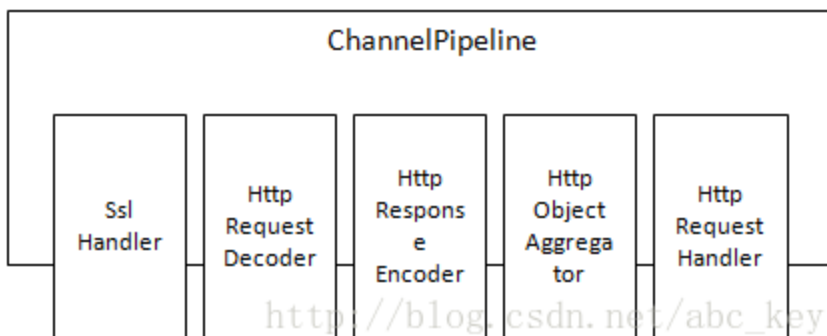 ChannelPipeline
Ssl
Handler
Http
Request
Decoder
Http
Respons
e
Encoder
Http
Object
Aggrega
tor
Http
Request
Handler
http://blog.csdn.net/abc_key